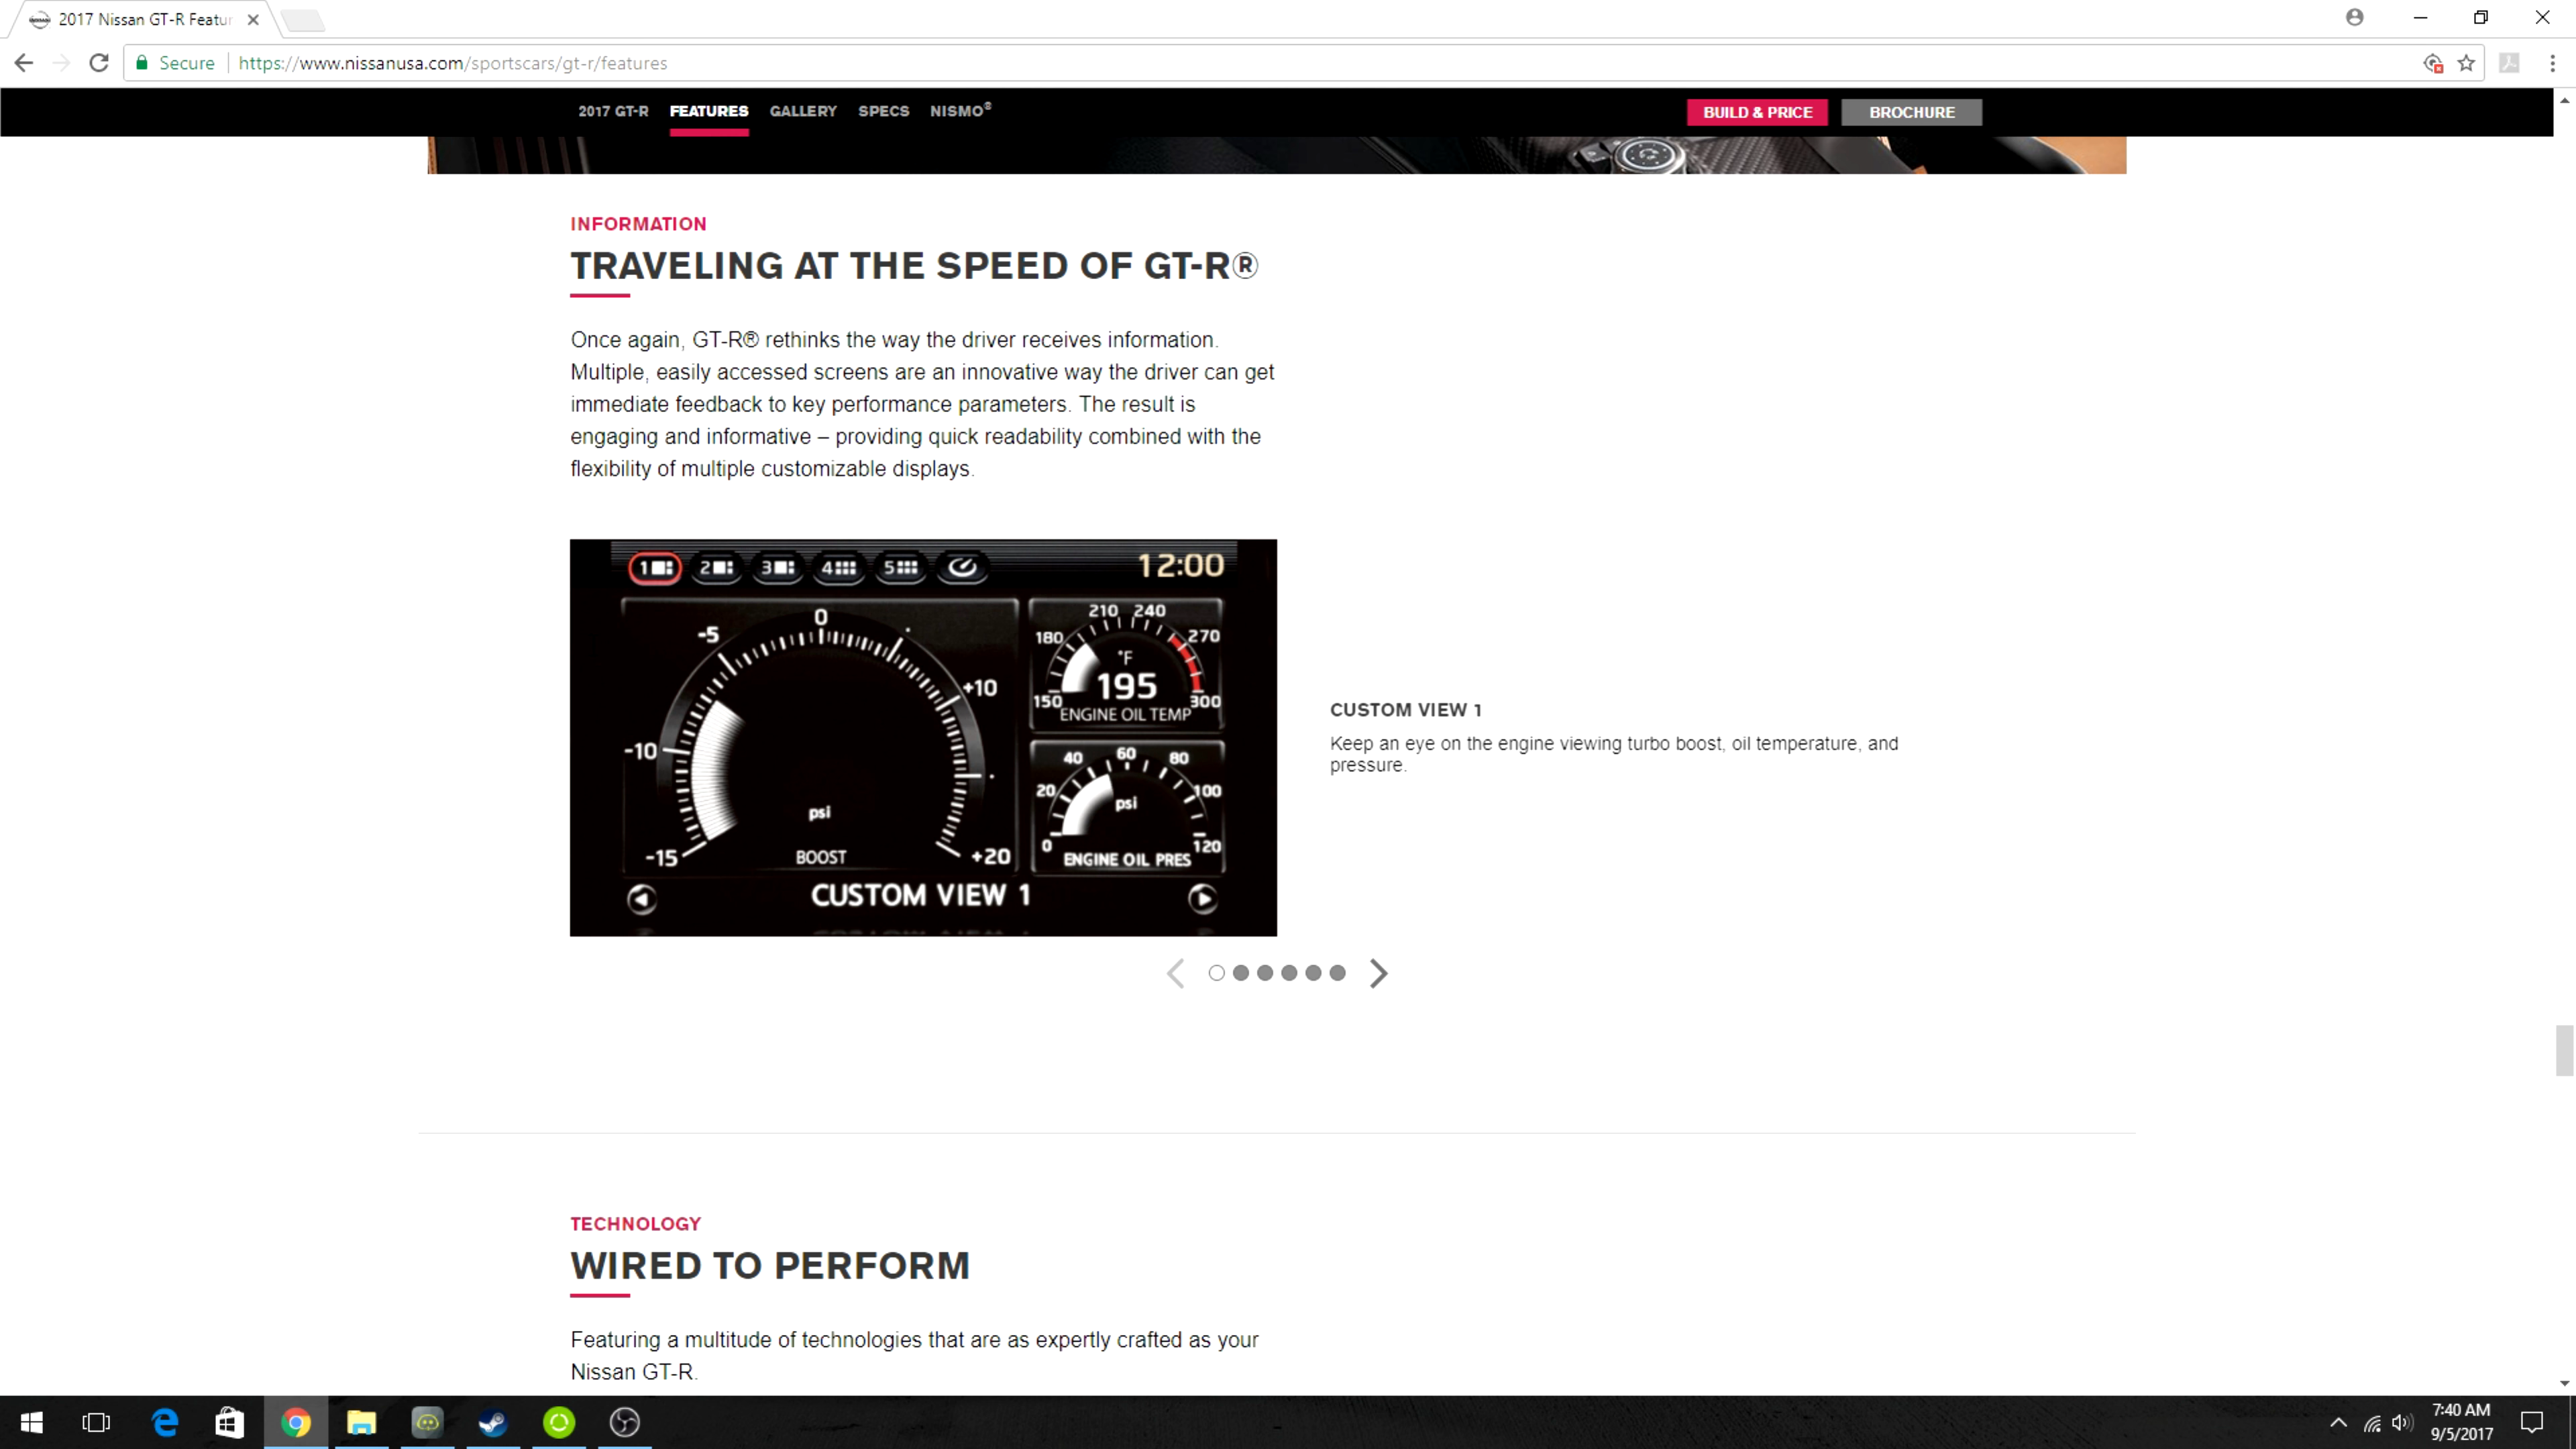 2017 Nissan GT-R Featur
Secure
https://www.nissanusa.com/sportscars/gt-r/features
2017 GT-R FEATURES GALLERY SPECS NISMO® BUILD & PRICE BROCHURE
INFORMATION
TRAVELING AT THE SPEED OF GT-R®
Once again, GT-R® rethinks the way the driver receives information.
Multiple, easily accessed screens are an innovative way the driver can get
immediate feedback to key performance parameters. The result is
engaging and informative – providing quick readability combined with the
flexibility of multiple customizable displays.
1 2 3 4 5 12:00
-15 -10 -5 0 +10 +20
psi
BOOST
150 180 210 240 270 300
°F
195
ENGINE OIL TEMP
0 20 40 60 80 100 120
psi
ENGINE OIL PRES
CUSTOM VIEW 1
CUSTOM VIEW 1
Keep an eye on the engine viewing turbo boost, oil temperature, and
pressure.
TECHNOLOGY
WIRED TO PERFORM
Featuring a multitude of technologies that are as expertly crafted as your
Nissan GT-R.
7:40 AM
9/5/2017